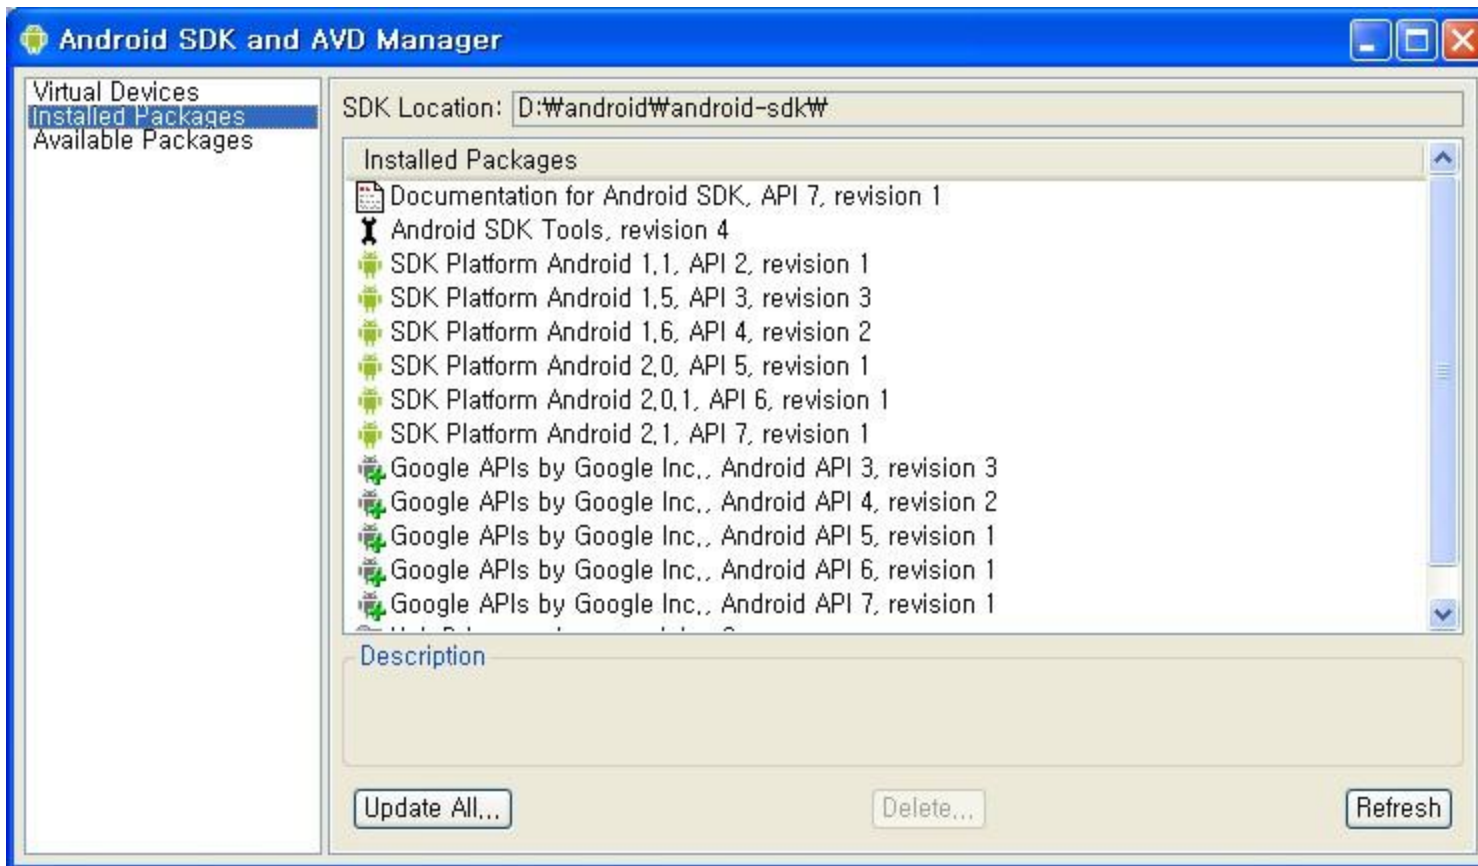 Android SDK and AVD Manager
Virtual Devices
Installed Packages
Available Packages
SDK Location: D:₩android₩android-sdk₩
Installed Packages
Documentation for Android SDK, API 7, revision 1
Android SDK Tools, revision 4
SDK Platform Android 1.1, API 2, revision 1
SDK Platform Android 1.5, API 3, revision 3
SDK Platform Android 1.6, API 4, revision 2
SDK Platform Android 2.0, API 5, revision 1
SDK Platform Android 2.0.1, API 6, revision 1
SDK Platform Android 2.1, API 7, revision 1
Google APIs by Google Inc., Android API 3, revision 3
Google APIs by Google Inc., Android API 4, revision 2
Google APIs by Google Inc., Android API 5, revision 1
Google APIs by Google Inc., Android API 6, revision 1
Google APIs by Google Inc., Android API 7, revision 1
Description
Update All...
Delete...
Refresh